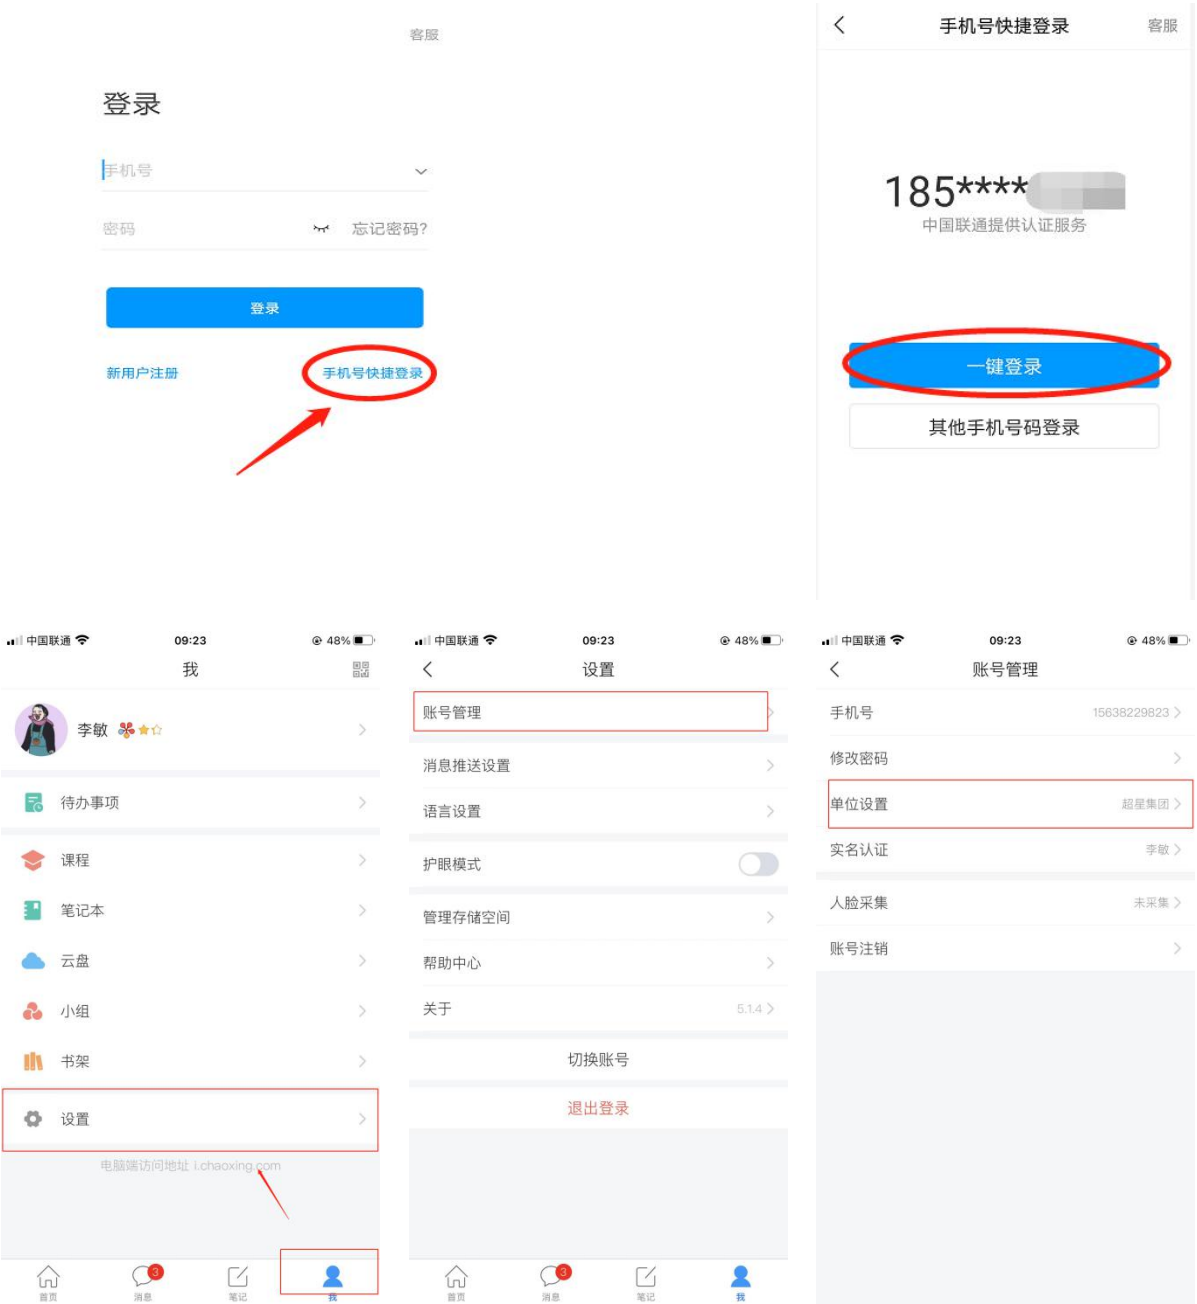 客服
登录
手机号
密码 忘记密码?
登录
新用户注册 手机号快捷登录
手机号快捷登录 客服
185****
中国联通提供认证服务
一键登录
其他手机号码登录
中国联通 09:23 48%
我
李敏
待办事项
课程
笔记本
云盘
小组
书架
设置
电脑端访问地址 i.chaoxing.com
3
首页 消息 笔记 我
中国联通 09:23 48%
设置
账号管理
消息推送设置
语言设置
护眼模式
管理存储空间
帮助中心
关于 5.1.4
切换账号
退出登录
3
首页 消息 笔记 我
中国联通 09:23 48%
账号管理
手机号 15638229823
修改密码
单位设置 超星集团
实名认证 李敏
人脸采集 未采集
账号注销